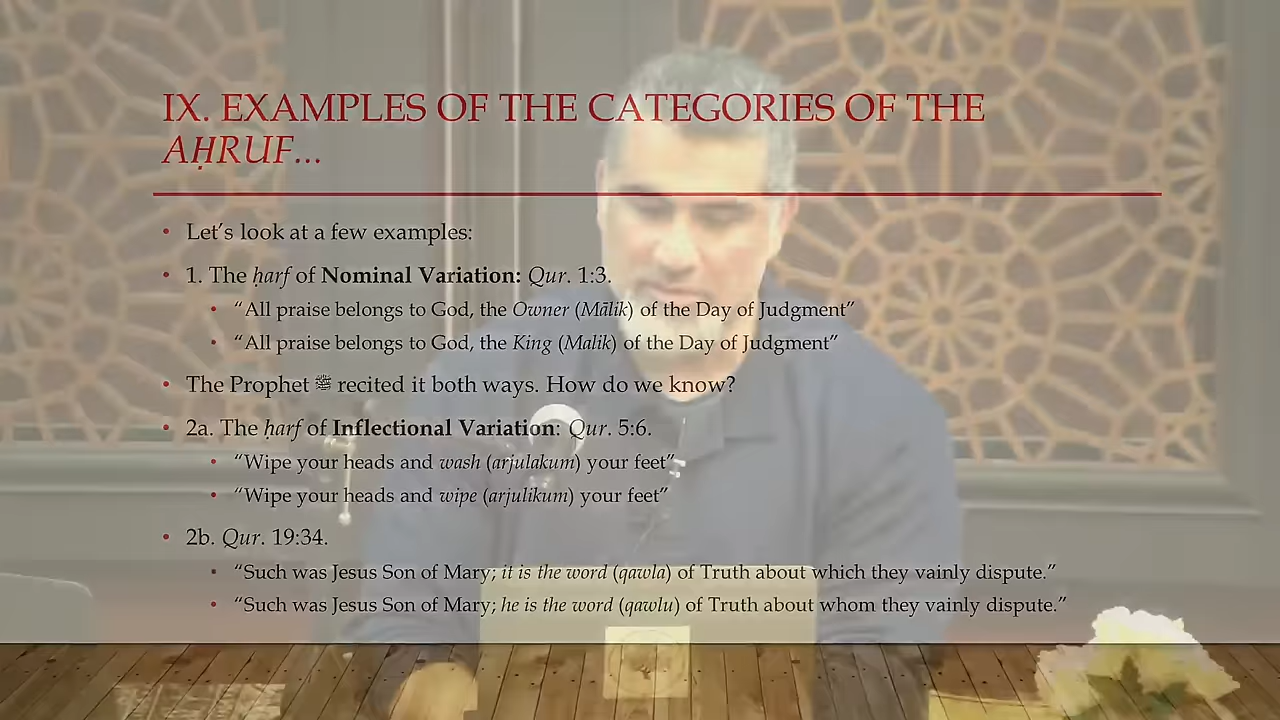 IX. EXAMPLES OF THE CATEGORIES OF THE
AḤRUF...
• Let’s look at a few examples:
• 1. The ḥarf of Nominal Variation: Qur. 1:3.
• “All praise belongs to God, the Owner (Mālik) of the Day of Judgment”
• “All praise belongs to God, the King (Malik) of the Day of Judgment”
• The Prophet ﷺ recited it both ways. How do we know?
• 2a. The ḥarf of Inflectional Variation: Qur. 5:6.
• “Wipe your heads and wash (arjulakum) your feet”
• “Wipe your heads and wipe (arjulikum) your feet”
• 2b. Qur. 19:34.
• “Such was Jesus Son of Mary; it is the word (qawla) of Truth about which they vainly dispute.”
• “Such was Jesus Son of Mary; he is the word (qawlu) of Truth about whom they vainly dispute.”